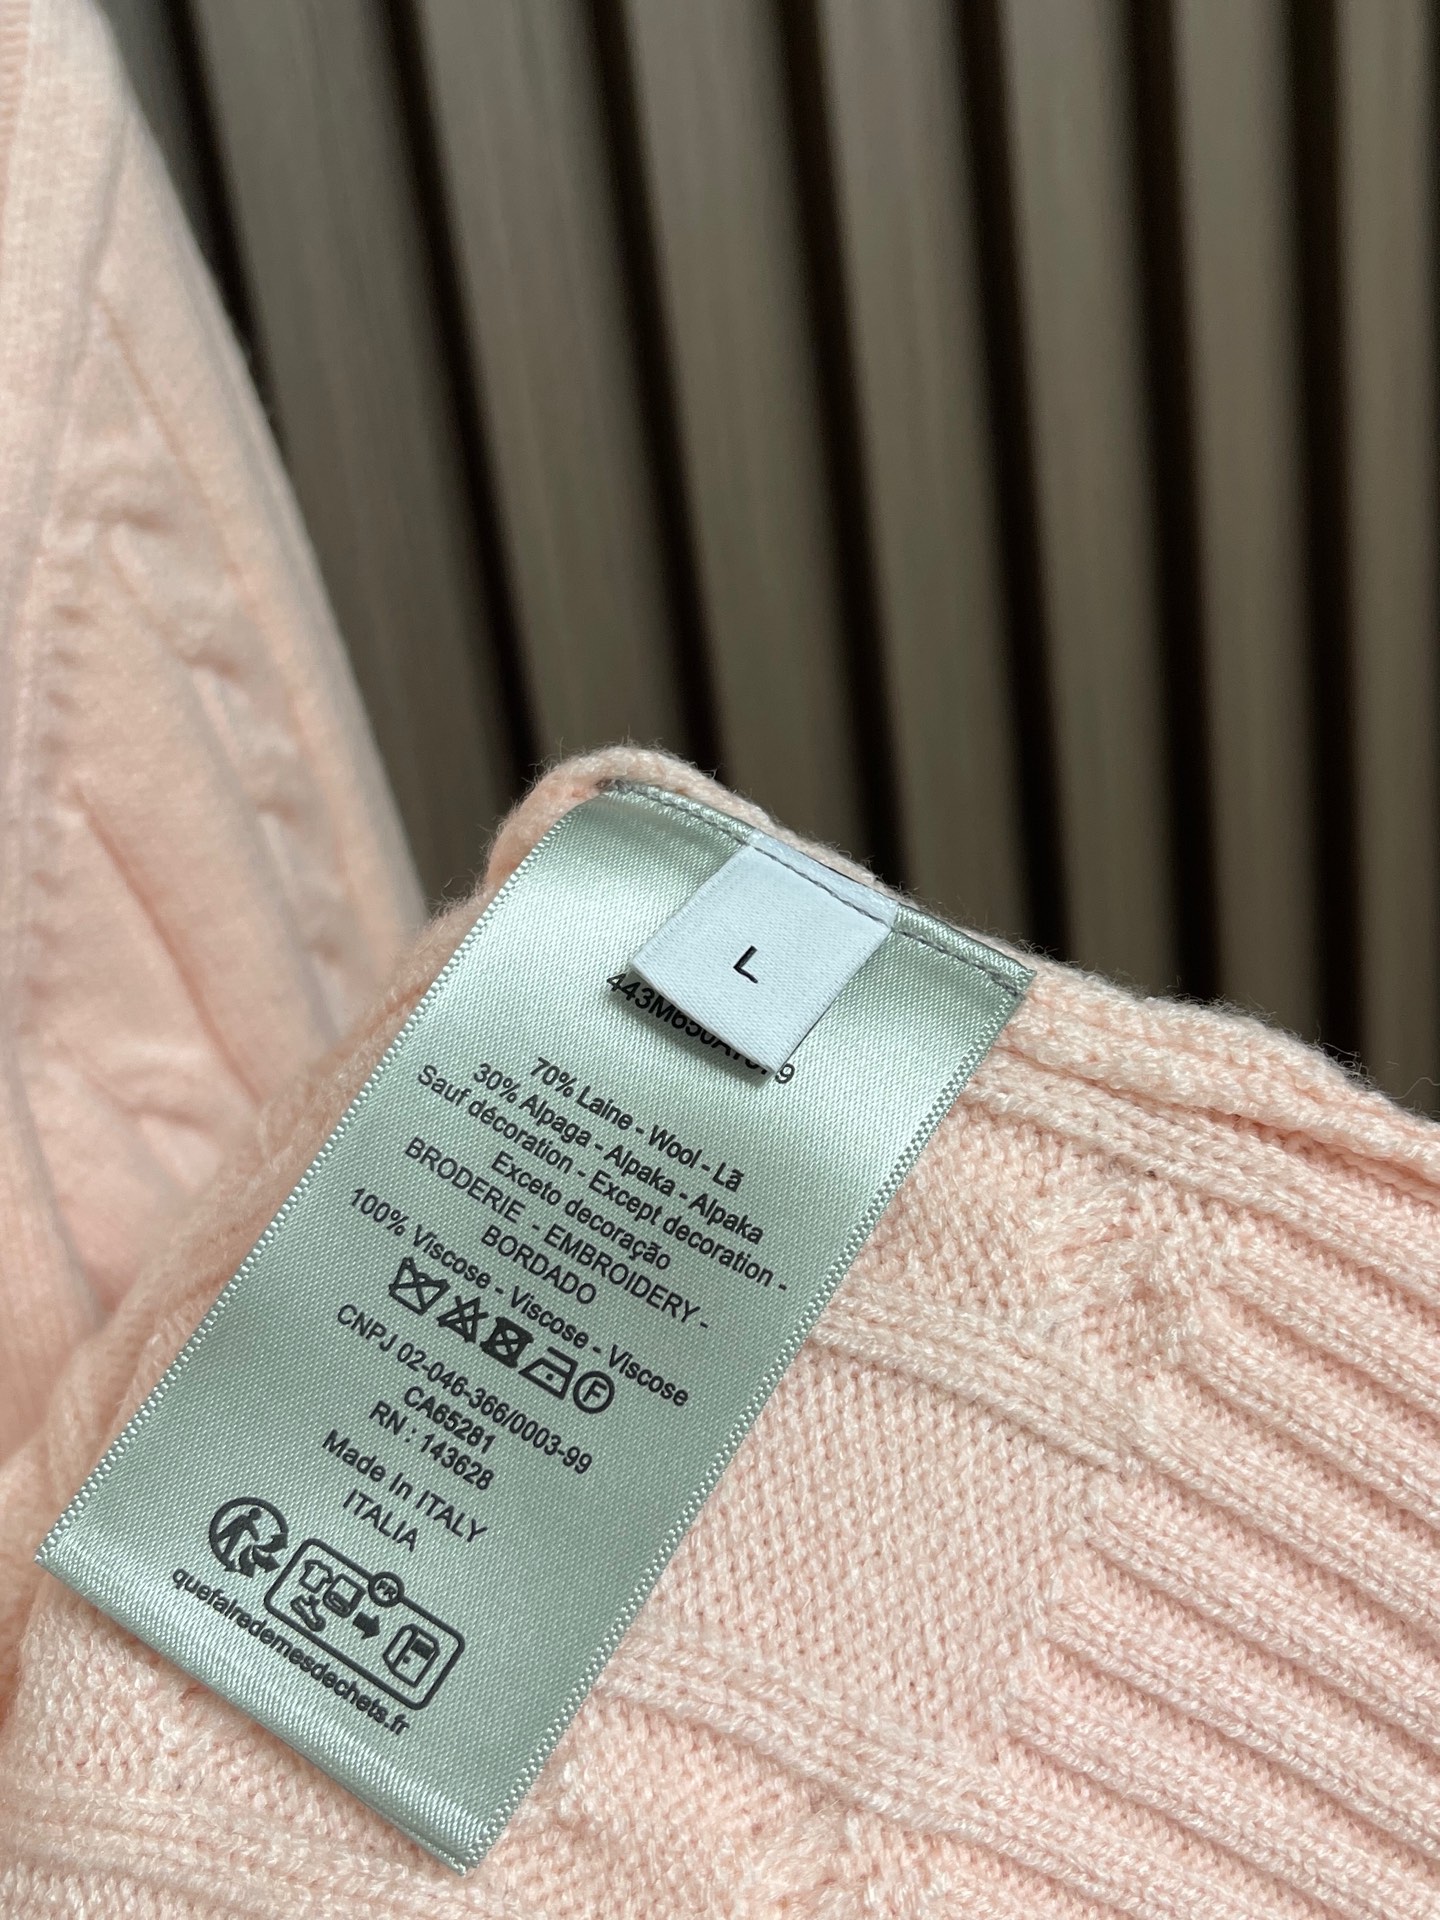 L
70% Laine - Wool - Lã
30% Alpaga - Alpaka - Alpaka
Sauf décoration - Except decoration -
Exceto decoração
BRODERIE - EMBROIDERY -
BORDADO
100% Viscose - Viscose - Viscose
F
CNPJ 02-046-366/0003-99
CA65281
RN : 143628
Made In ITALY
ITALIA
FR
F
quefairedemesdechets.fr